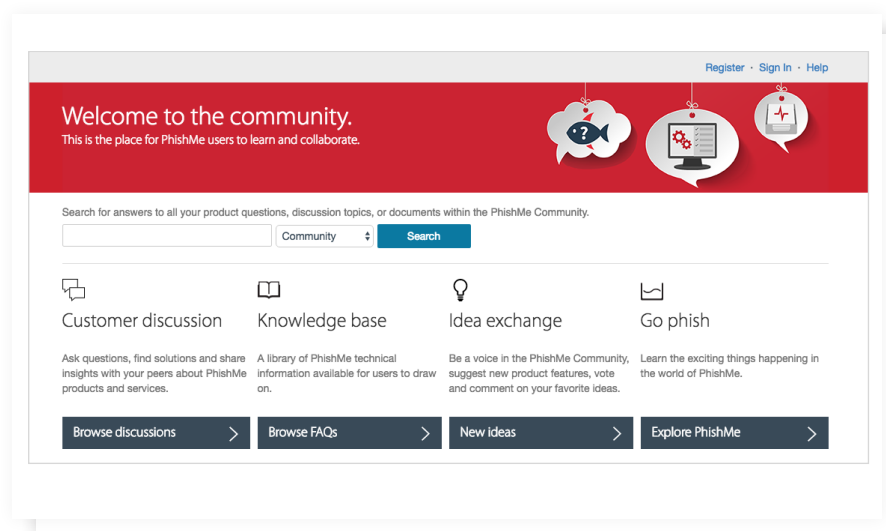 Register · Sign In · Help
Welcome to the community.
This is the place for PhishMe users to learn and collaborate.
?
Search for answers to all your product questions, discussion topics, or documents within the PhishMe Community.
Community Search
Customer discussion
Ask questions, find solutions and share
insights with your peers about PhishMe
products and services.
Browse discussions
Knowledge base
A library of PhishMe technical
information available for users to draw
on.
Browse FAQs
Idea exchange
Be a voice in the PhishMe Community,
suggest new product features, vote
and comment on your favorite ideas.
New ideas
Go phish
Learn the exciting things happening in
the world of PhishMe.
Explore PhishMe